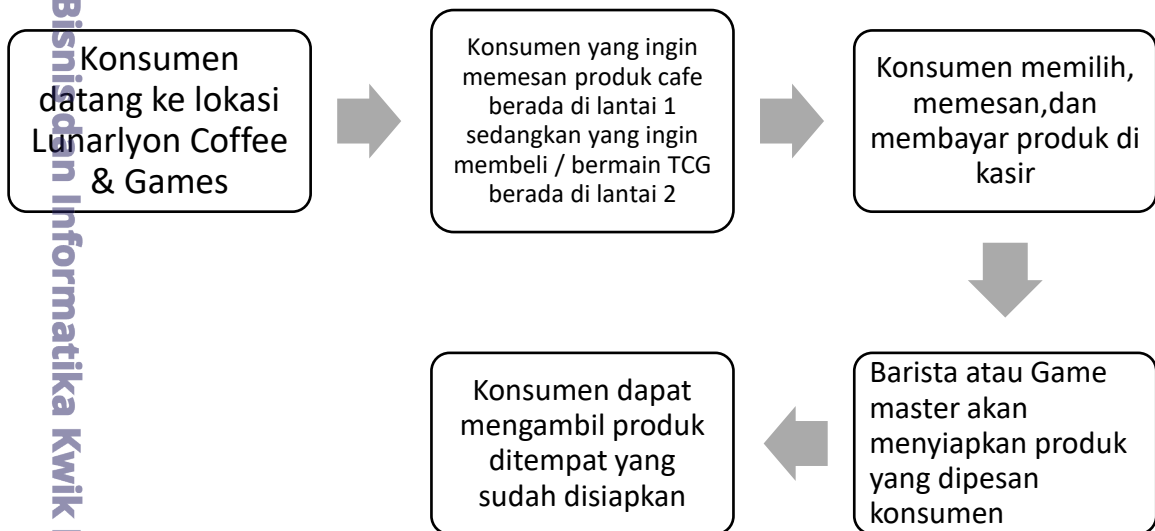 Konsumen
datang ke lokasi
Lunarlyon Coffee
& Games
Konsumen yang ingin
memesan produk cafe
berada di lantai 1
sedangkan yang ingin
membeli / bermain TCG
berada di lantai 2
Konsumen memilih,
memesan,dan
membayar produk di
kasir
Barista atau Game
master akan
menyiapkan produk
yang dipesan
konsumen
Konsumen dapat
mengambil produk
ditempat yang
sudah disiapkan
Bisnis dan Informatika Kwik